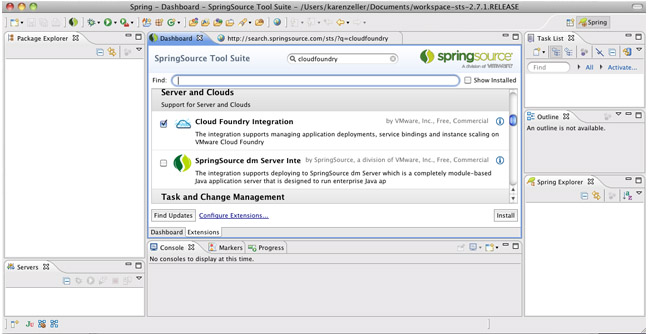 Spring - Dashboard - SpringSource Tool Suite - /Users/karenzeller/Documents/workspace-sts-2.7.1.RELEASE
Spring
Package Explorer
Dashboard
http://search.springsource.com/sts/?q=cloudfoundry
SpringSource Tool Suite
cloudfoundry
springsource
A division of VMware
Find:
Show Installed
Server and Clouds
Support for Server and Clouds
Cloud Foundry Integration
by VMware, Inc., Free, Commercial
The integration supports managing application deployments, service bindings and instance scaling on
VMware Cloud Foundry
SpringSource dm Server Inte
by SpringSource, a division of VMware, Inc., Free, Commercial
The integration supports deploying to SpringSource dm Server which is a completely module-based
Java application server that is designed to run enterprise Java ap
Task and Change Management
Find Updates
Configure Extensions...
Install
Dashboard
Extensions
Task List
Find
All
Activate...
Outline
An outline is not available.
Spring Explorer
Servers
Console
Markers
Progress
No consoles to display at this time.